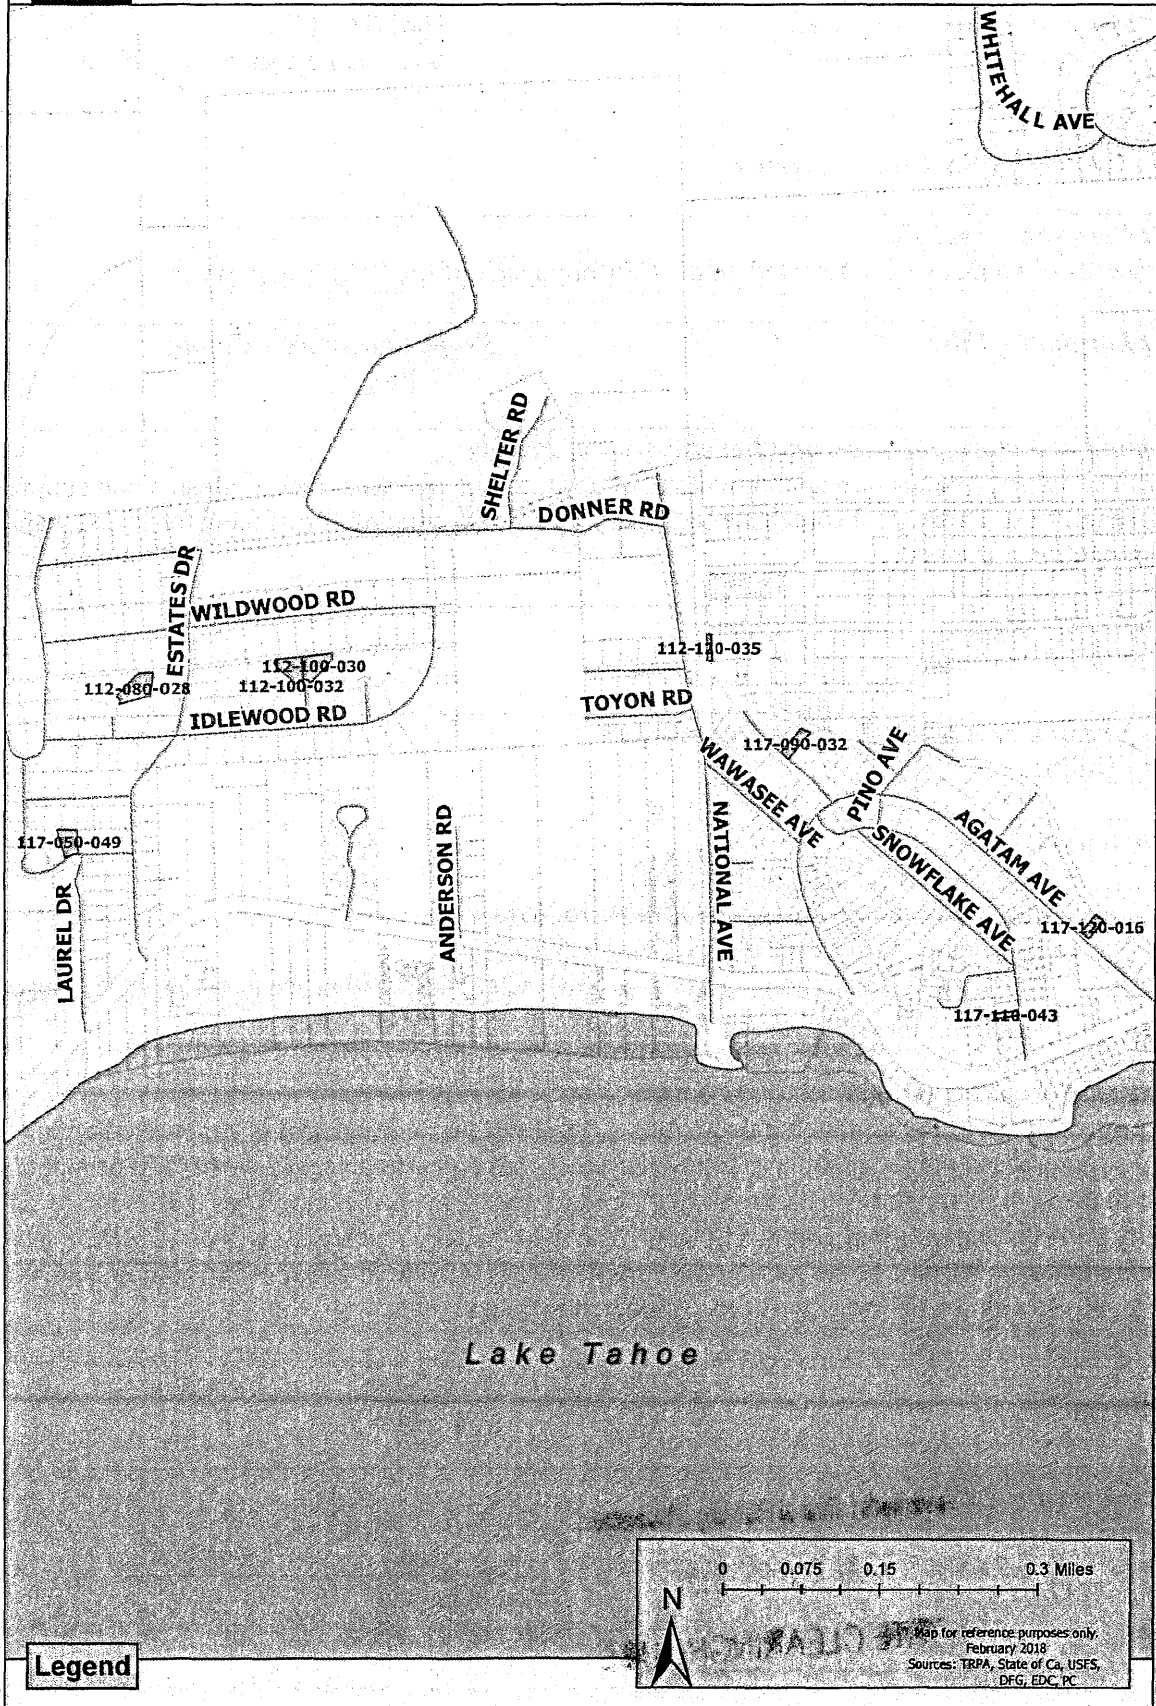 WHITEHALL AVE
SHELTER RD
DONNER RD
ESTATES DR
WILDWOOD RD
112-120-035
112-100-030
112-080-028
112-100-032
TOYON RD
IDLEWOOD RD
117-090-032
PINO AVE
WAWASEE AVE
117-050-049
NATIONAL AVE
AGATAM AVE
SNOWFLAKE AVE
ANDERSON RD
LAUREL DR
117-120-016
117-110-043
Lake Tahoe
0 0.075 0.15 0.3 Miles
N
Map for reference purposes only.
February 2018
Sources: TRPA, State of Ca, USFS,
DFG, EDC, PC
Legend